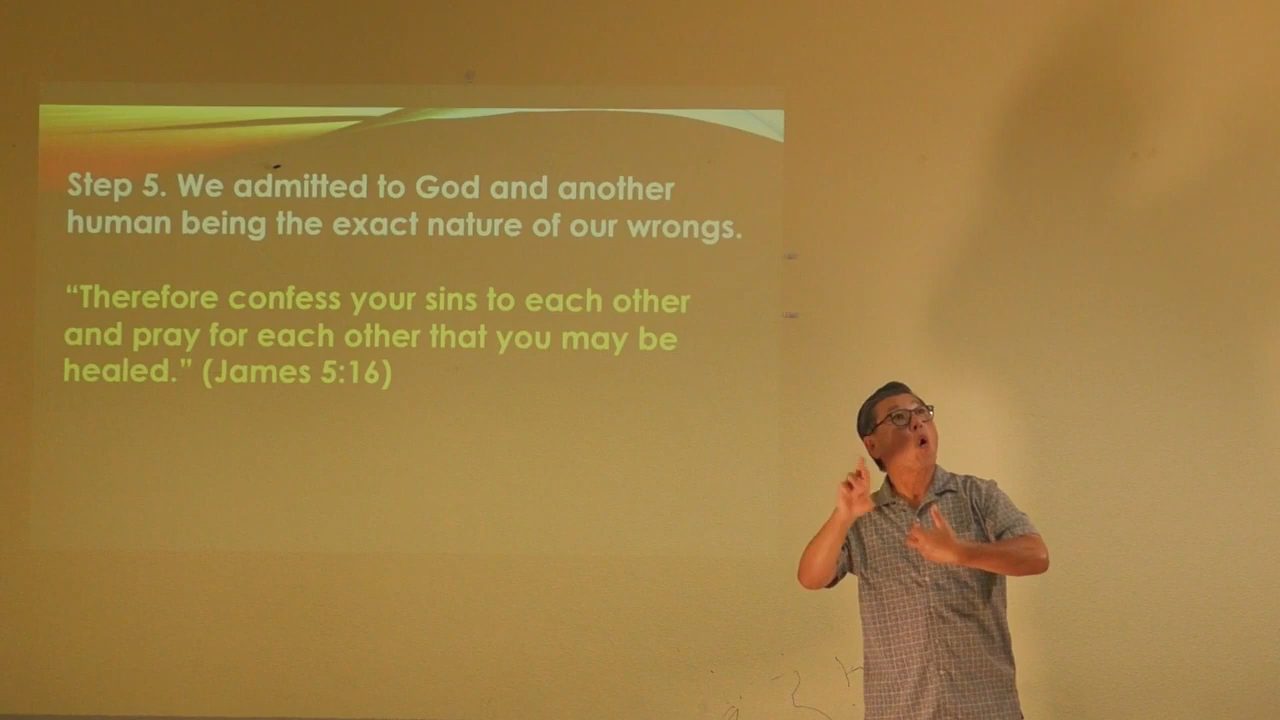 Step 5. We admitted to God and another
human being the exact nature of our wrongs.
“Therefore confess your sins to each other
and pray for each other that you may be
healed.” (James 5:16)